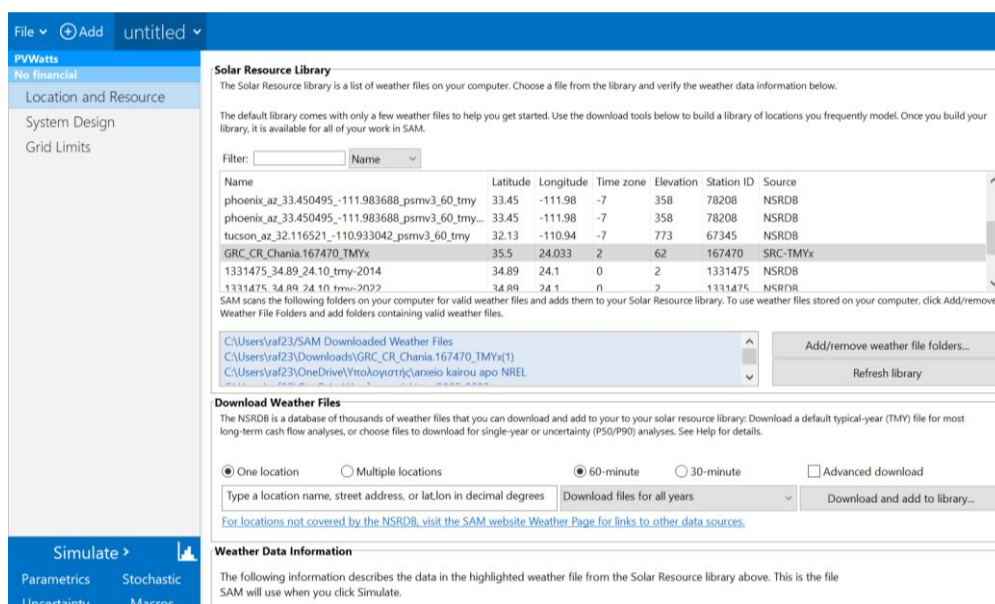 File Add untitled
PVWatts
No financial
Location and Resource
System Design
Grid Limits
Simulate >
Parametrics Stochastic
Uncertainty Macros
Solar Resource Library
The Solar Resource library is a list of weather files on your computer. Choose a file from the library and verify the weather data information below.
The default library comes with only a few weather files to help you get started. Use the download tools below to build a library of locations you frequently model. Once you build your
library, it is available for all of your work in SAM.
Filter: Name
Name Latitude Longitude Time zone Elevation Station ID Source
phoenix_az_33.450495_-111.983688_psmv3_60_tmy 33.45 -111.98 -7 358 78208 NSRDB
phoenix_az_33.450495_-111.983688_psmv3_60_tmy... 33.45 -111.98 -7 358 78208 NSRDB
tucson_az_32.116521_-110.933042_psmv3_60_tmy 32.13 -110.94 -7 773 67345 NSRDB
GRC_CR_Chania.167470_TMYx 35.5 24.033 2 62 167470 SRC-TMYx
1331475_34.89_24.10_tmy-2014 34.89 24.1 0 2 1331475 NSRDB
1331475_34.89_24.10_tmy-2022 34.89 24.1 0 2 1331475 NSRDB
SAM scans the following folders on your computer for valid weather files and adds them to your Solar Resource library. To use weather files stored on your computer, click Add/remove
Weather File Folders and add folders containing valid weather files.
C:\Users\raf23/SAM Downloaded Weather Files
C:\Users\raf23\Downloads\GRC_CR_Chania.167470_TMYx(1)
C:\Users\raf23\OneDrive\Υπολογιστής\arxeio kairou apo NREL
Add/remove weather file folders...
Refresh library
Download Weather Files
The NSRDB is a database of thousands of weather files that you can download and add to your to your solar resource library: Download a default typical-year (TMY) file for most
long-term cash flow analyses, or choose files to download for single-year or uncertainty (P50/P90) analyses. See Help for details.
One location Multiple locations 60-minute 30-minute Advanced download
Type a location name, street address, or lat,lon in decimal degrees Download files for all years Download and add to library...
For locations not covered by the NSRDB, visit the SAM website Weather Page for links to other data sources.
Weather Data Information
The following information describes the data in the highlighted weather file from the Solar Resource library above. This is the file
SAM will use when you click Simulate.